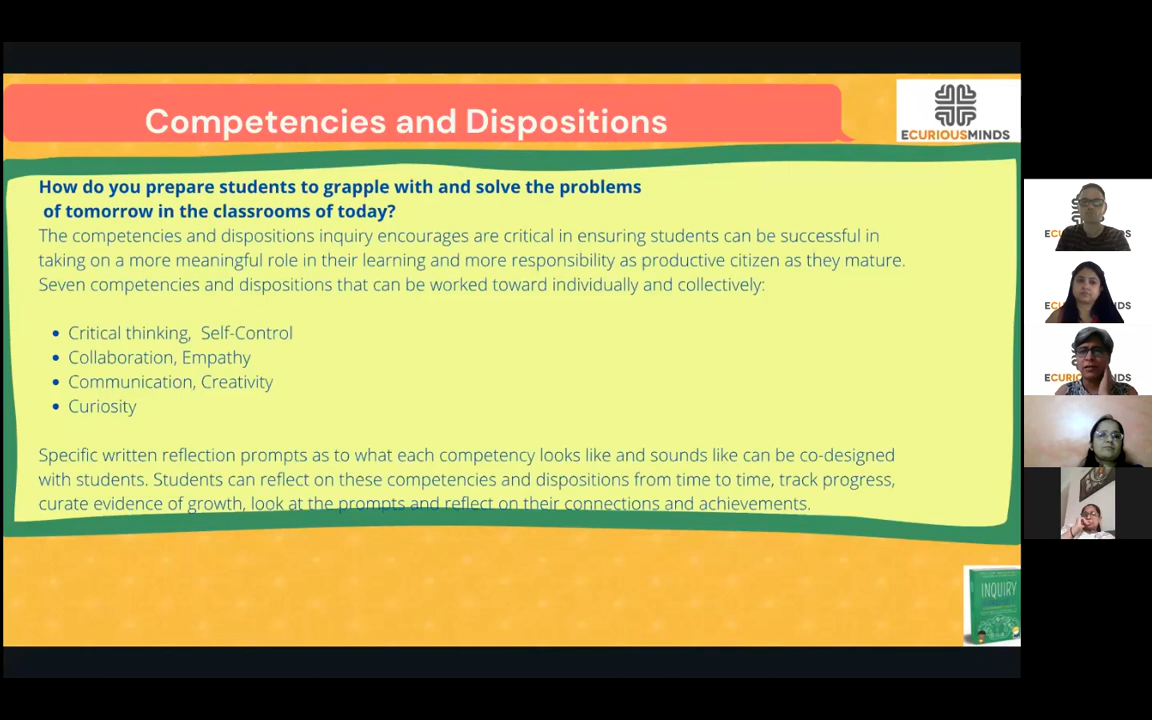 Competencies and Dispositions
ECURIOUSMINDS
How do you prepare students to grapple with and solve the problems
of tomorrow in the classrooms of today?
The competencies and dispositions inquiry encourages are critical in ensuring students can be successful in
taking on a more meaningful role in their learning and more responsibility as productive citizen as they mature.
Seven competencies and dispositions that can be worked toward individually and collectively:
• Critical thinking, Self-Control
• Collaboration, Empathy
• Communication, Creativity
• Curiosity
Specific written reflection prompts as to what each competency looks like and sounds like can be co-designed
with students. Students can reflect on these competencies and dispositions from time to time, track progress,
curate evidence of growth, look at the prompts and reflect on their connections and achievements.
INQUIRY